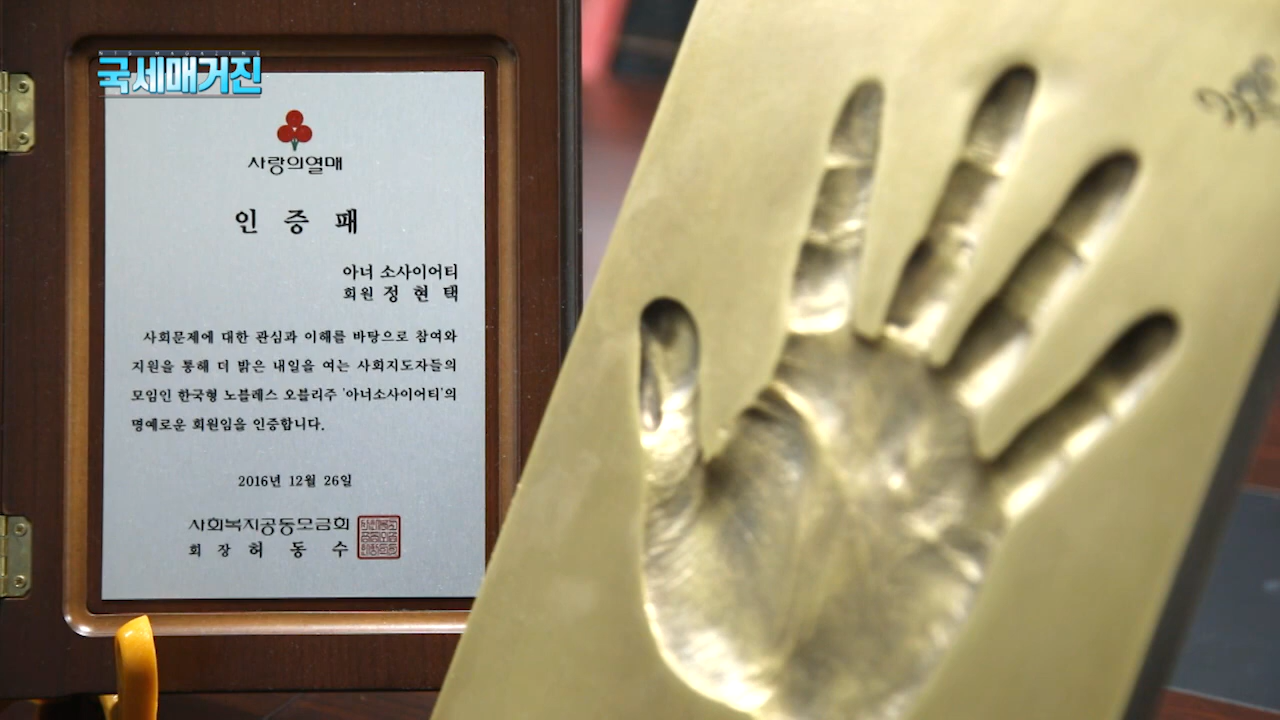 NTS MAGAZINE
국세매거진
사랑의열매
인 증 패
아너 소사이어티
회원 정 현 택
사회문제에 대한 관심과 이해를 바탕으로 참여와
지원을 통해 더 밝은 내일을 여는 사회지도자들의
모임인 한국형 노블레스 오블리주 '아너소사이어티'의
명예로운 회원임을 인증합니다.
2016년 12월 26일
사회복지공동모금회
회 장 허 동 수